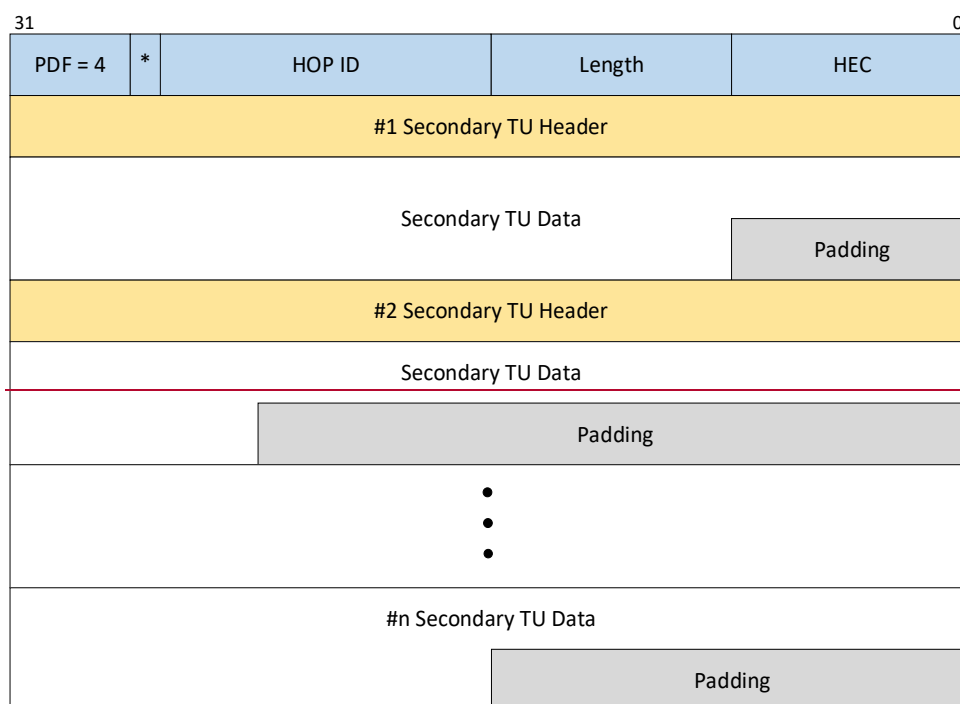 31 0
PDF = 4 * HOP ID Length HEC
#1 Secondary TU Header
Secondary TU Data
Padding
#2 Secondary TU Header
Secondary TU Data
Padding
#n Secondary TU Data
Padding